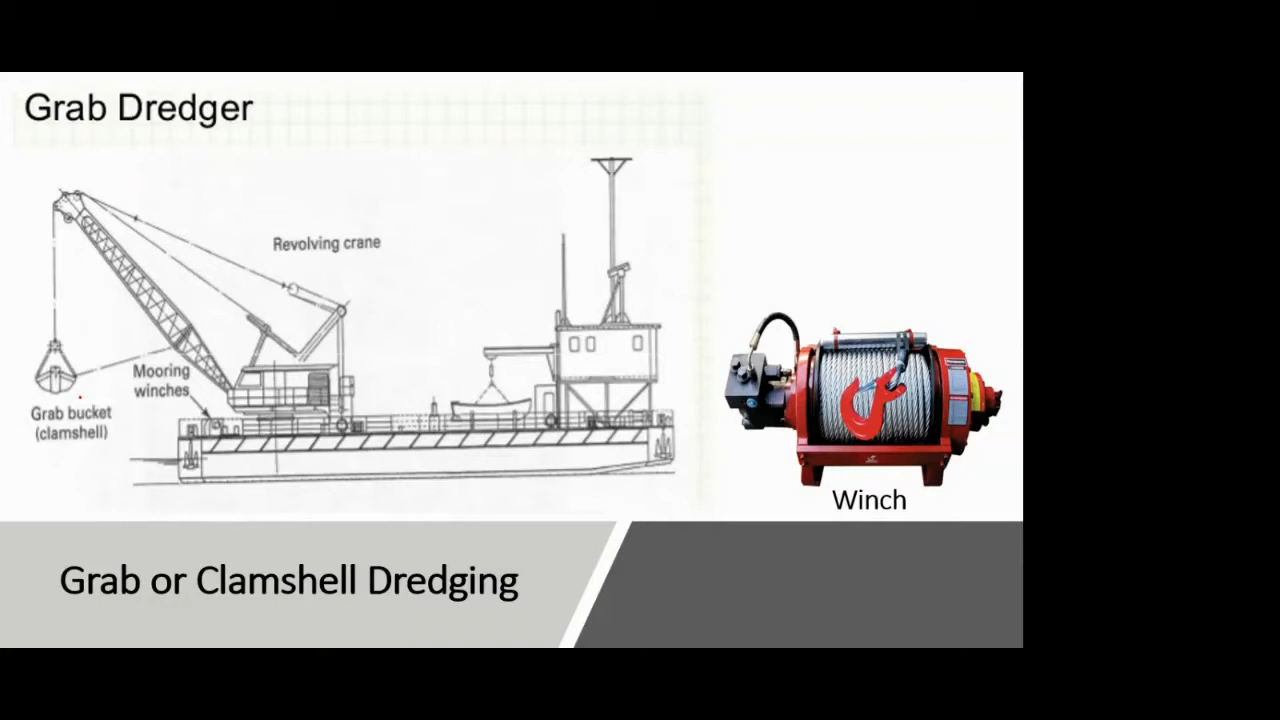 Grab Dredger
Revolving crane
Mooring
winches
Grab bucket
(clamshell)
Winch
Grab or Clamshell Dredging